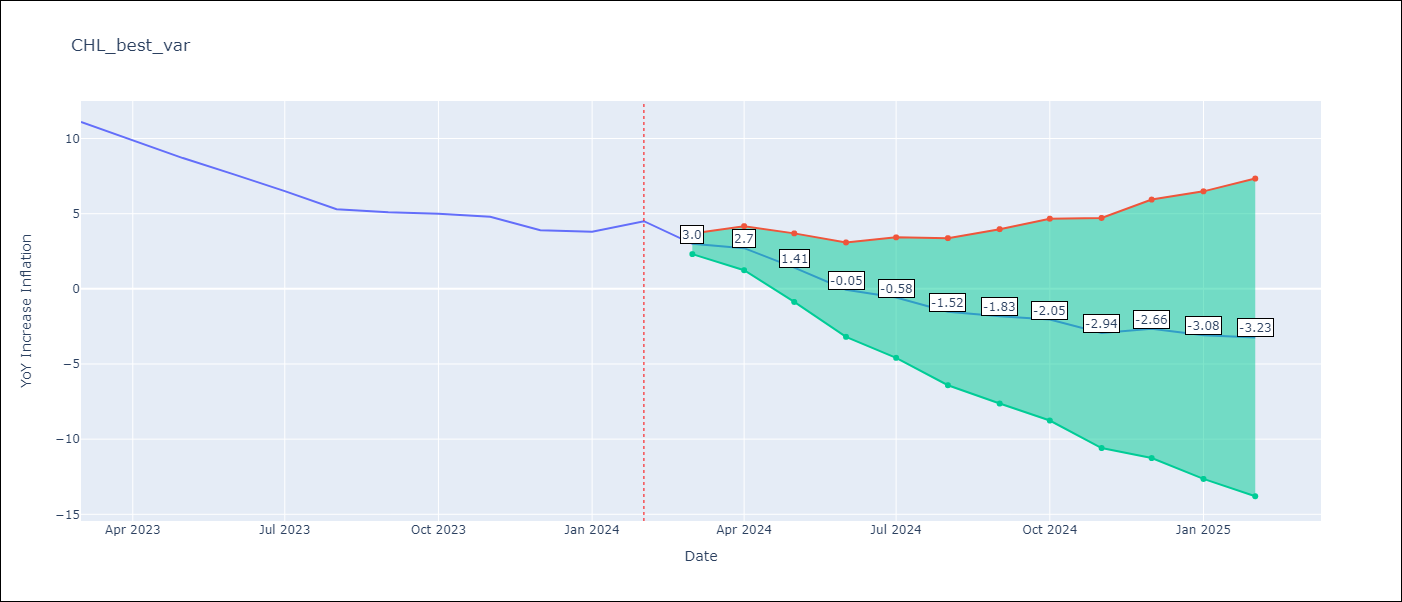 CHL_best_var
YoY Increase Inflation
10
5
0
−5
−10
−15
3.0
2.7
1.41
-0.05
-0.58
-1.52
-1.83
-2.05
-2.94
-2.66
-3.08
-3.23
Apr 2023
Jul 2023
Oct 2023
Jan 2024
Apr 2024
Jul 2024
Oct 2024
Jan 2025
Date